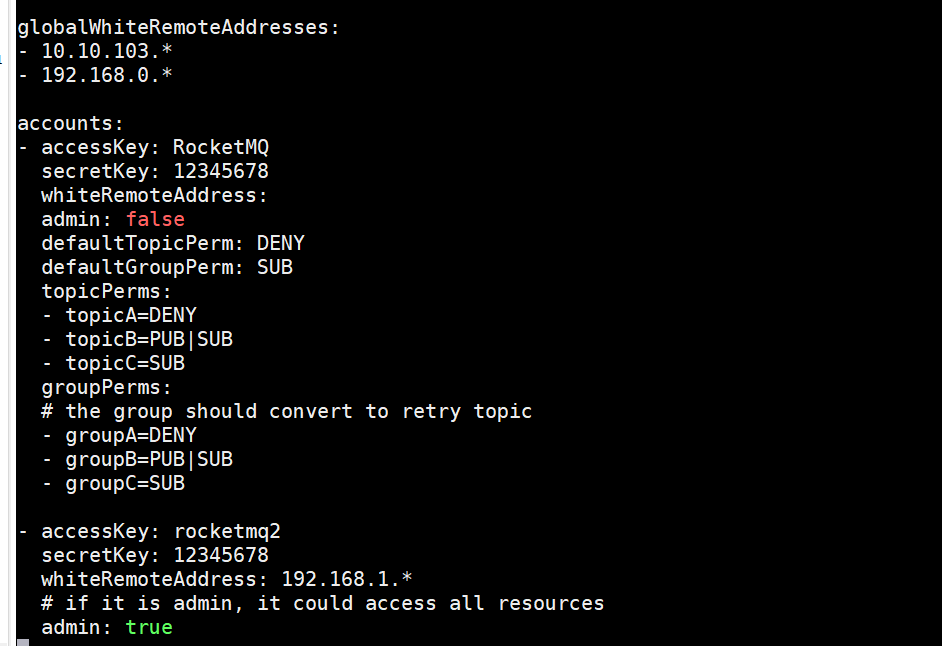 globalWhiteRemoteAddresses:
- 10.10.103.*
- 192.168.0.*
accounts:
- accessKey: RocketMQ
secretKey: 12345678
whiteRemoteAddress:
admin: false
defaultTopicPerm: DENY
defaultGroupPerm: SUB
topicPerms:
- topicA=DENY
- topicB=PUB|SUB
- topicC=SUB
groupPerms:
# the group should convert to retry topic
- groupA=DENY
- groupB=PUB|SUB
- groupC=SUB
- accessKey: rocketmq2
secretKey: 12345678
whiteRemoteAddress: 192.168.1.*
# if it is admin, it could access all resources
admin: true